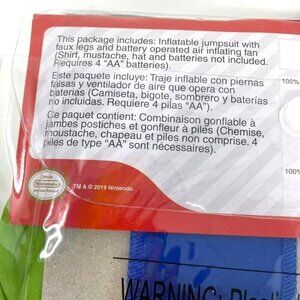 This package includes: Inflatable jumpsuit with
faux legs and battery operated air inflating fan
(Shirt, mustache, hat and batteries not included.
Requires 4 "AA" batteries).
Este paquete incluye: Traje inflable con piernas
falsas y ventilador de aire que opera con
baterias (Camiseta, bigote, sombrero y baterías
no incluidas. Requiere 4 pilas "AA").
Ce paquet contient: Combinaison gonflable à
jambes postiches et gonfleur à piles (Chemise,
moustache, chapeau et piles non comprise. 4
piles de type "AA" sont nécessaires).
Nintendo
TM & © 2019 Nintendo.
100%
100%
WARNING: